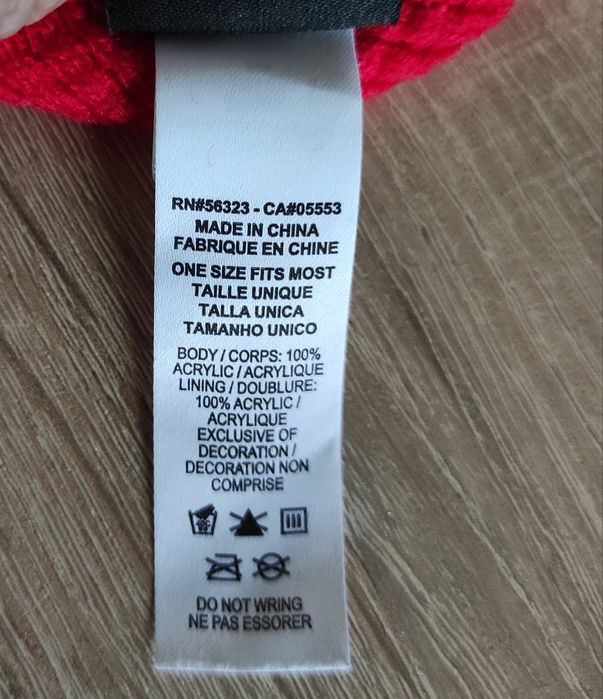 RN#56323 - CA#05553
MADE IN CHINA
FABRIQUE EN CHINE
ONE SIZE FITS MOST
TAILLE UNIQUE
TALLA UNICA
TAMANHO UNICO
BODY / CORPS: 100%
ACRYLIC / ACRYLIQUE
LINING / DOUBLURE:
100% ACRYLIC /
ACRYLIQUE
EXCLUSIVE OF
DECORATION /
DECORATION NON
COMPRISE
DO NOT WRING
NE PAS ESSORER